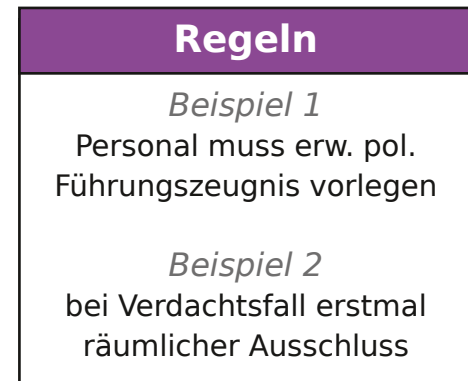 Regeln
Beispiel 1
Personal muss erw. pol.
Führungszeugnis vorlegen
Beispiel 2
bei Verdachtsfall erstmal
räumlicher Ausschluss